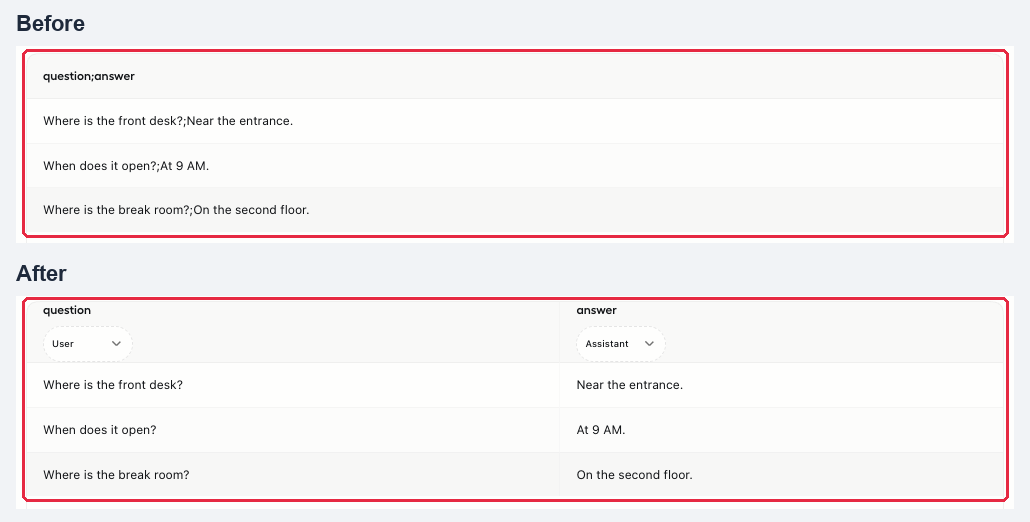 Before
question;answer
Where is the front desk?;Near the entrance.
When does it open?;At 9 AM.
Where is the break room?;On the second floor.
After
question answer
User Assistant
Where is the front desk? Near the entrance.
When does it open? At 9 AM.
Where is the break room? On the second floor.